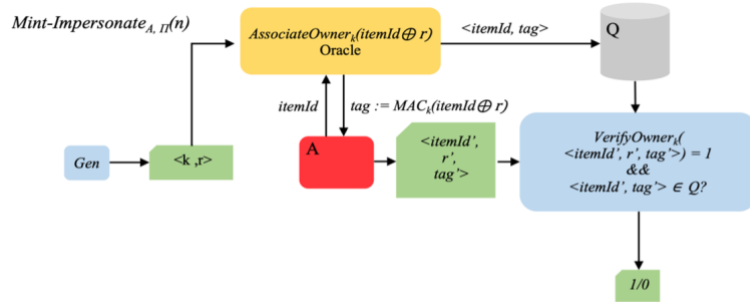 Mint-Impersonate_{A, Π}(n)
AssociateOwner_k(itemId⊕ r)
Oracle
<itemId, tag>
Q
itemId
tag := MAC_k(itemId⊕ r)
Gen
<k ,r>
A
<itemId’,
r’,
tag’>
VerifyOwner_k(
<itemId’, r’, tag’>) = 1
&&
<itemId’, tag’> ∈ Q?
1/0